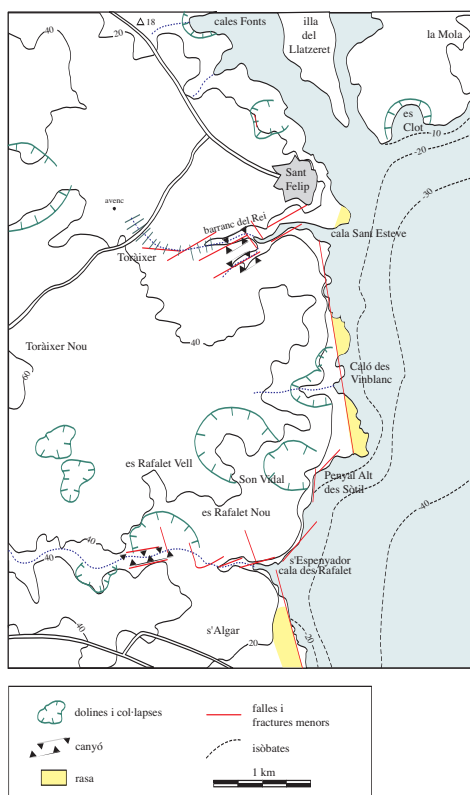 40
20
18
cales Fonts
illa
del
Llatzeret
la Mola
es
Clot
-10
-20
-30
Sant
Felip
avenc
barranc del Rei
cala Sant Esteve
Toràixer
40
Toràixer Nou
60
Caló des
Vinblanc
es Rafalet Vell
Son Vidal
Penyal Alt
des Sòtil
-40
es Rafalet Nou
40
40
s'Espenyador
cala des Rafalet
40
s'Algar
20
-20
dolines i col·lapses
falles i
fractures menors
canyó
isòbates
rasa
1 km